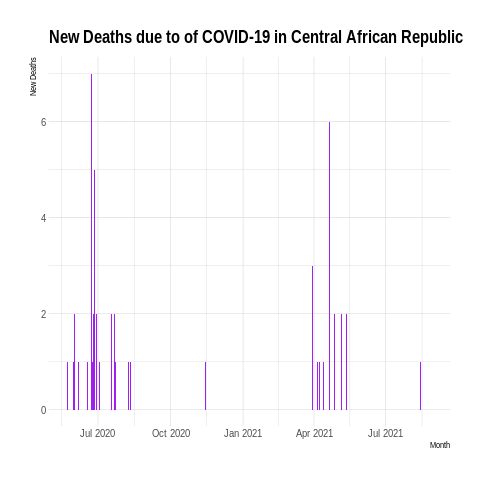 New Deaths due to of COVID-19 in Central African Republic
New Deaths
6
4
2
0
Jul 2020 Oct 2020 Jan 2021 Apr 2021 Jul 2021
Month